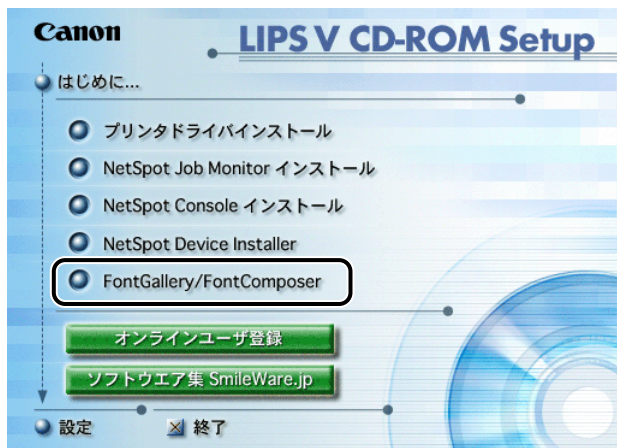 Canon
LIPS V CD-ROM Setup
はじめに...
プリンタドライバインストール
NetSpot Job Monitor インストール
NetSpot Console インストール
NetSpot Device Installer
FontGallery/FontComposer
オンラインユーザ登録
ソフトウエア集 SmileWare.jp
設定
終了